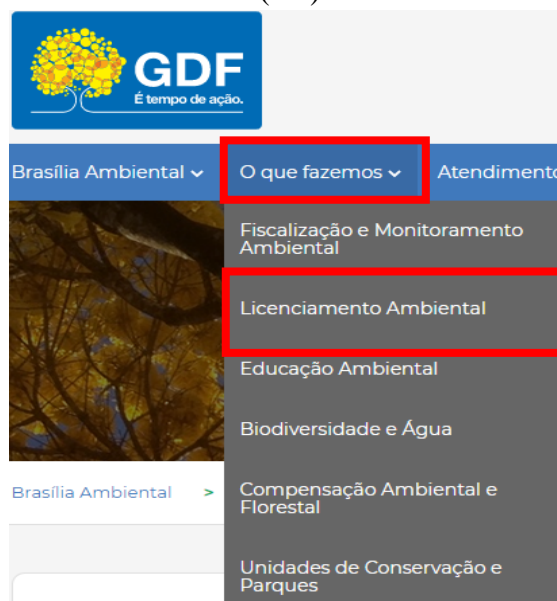 GDF
É tempo de ação.
Brasília Ambiental
O que fazemos
Atendimento
Fiscalização e Monitoramento
Ambiental
Licenciamento Ambiental
Educação Ambiental
Biodiversidade e Água
Brasília Ambiental >
Compensação Ambiental e
Florestal
Unidades de Conservação e
Parques